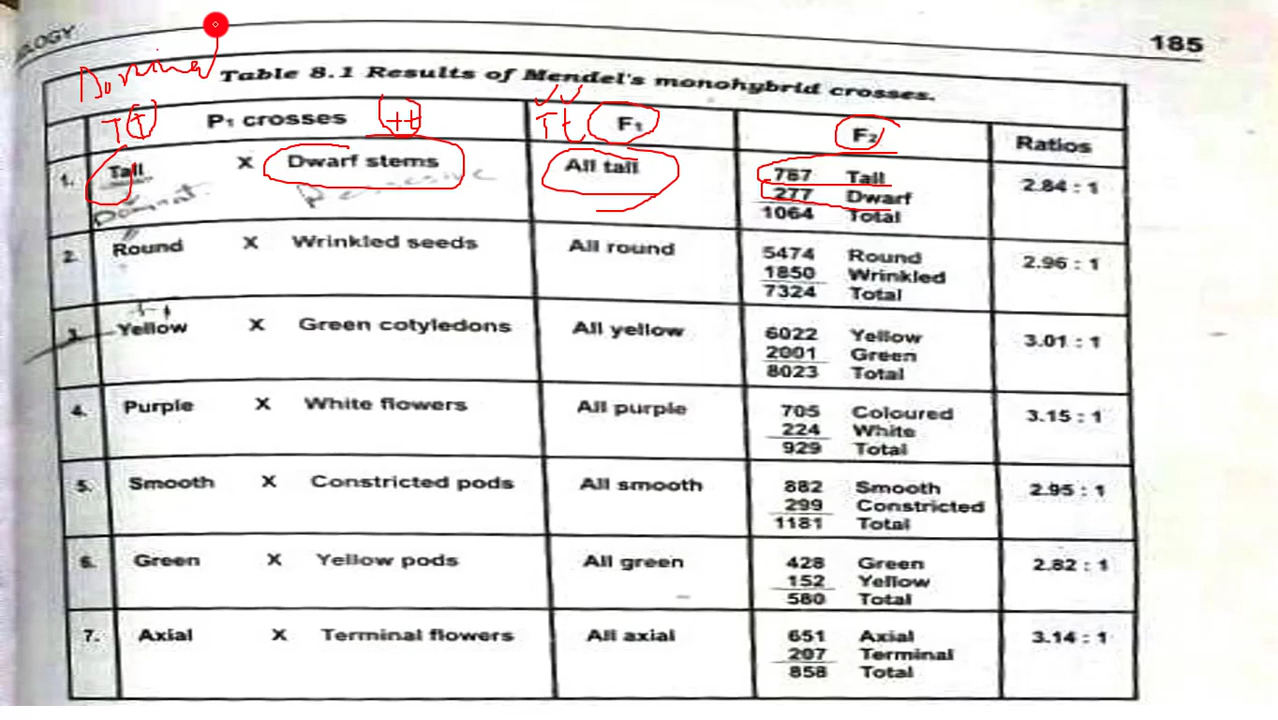 OLOGY
185
Table 8.1 Results of Mendel's monohybrid crosses.
P1 crosses tt Tt F1 F2 Ratios
1. Tall X Dwarf stems All tall 787 Tall 2.84 : 1
277 Dwarf
1064 Total
2. Round X Wrinkled seeds All round 5474 Round 2.96 : 1
1850 Wrinkled
7324 Total
3. Yellow X Green cotyledons All yellow 6022 Yellow 3.01 : 1
2001 Green
8023 Total
4. Purple X White flowers All purple 705 Coloured 3.15 : 1
224 White
929 Total
5. Smooth X Constricted pods All smooth 882 Smooth 2.95 : 1
299 Constricted
1181 Total
6. Green X Yellow pods All green 428 Green 2.82 : 1
152 Yellow
580 Total
7. Axial X Terminal flowers All axial 651 Axial 3.14 : 1
207 Terminal
858 Total